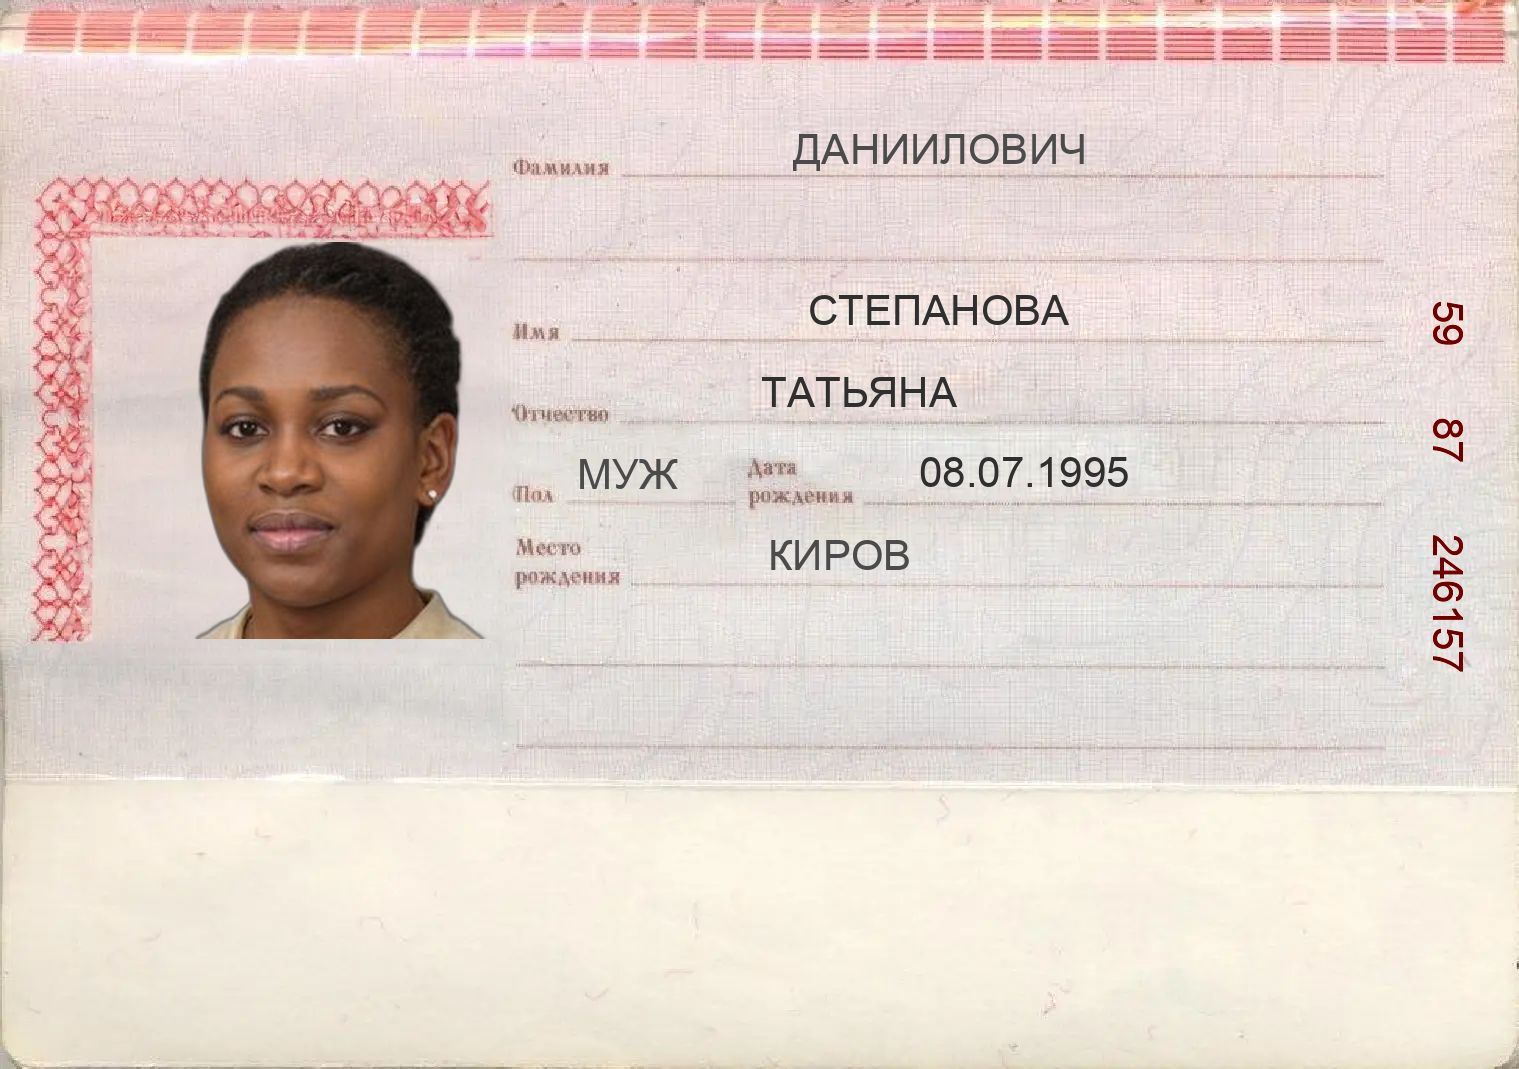 Фамилия ДАНИИЛОВИЧ
Имя СТЕПАНОВА
Отчество ТАТЬЯНА
Пол МУЖ Дата рождения 08.07.1995
Место рождения КИРОВ
59 87 246157